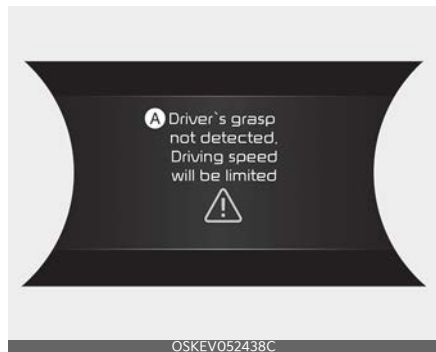 A Driver`s grasp
not detected,
Driving speed
will be limited
OSKEV052438C